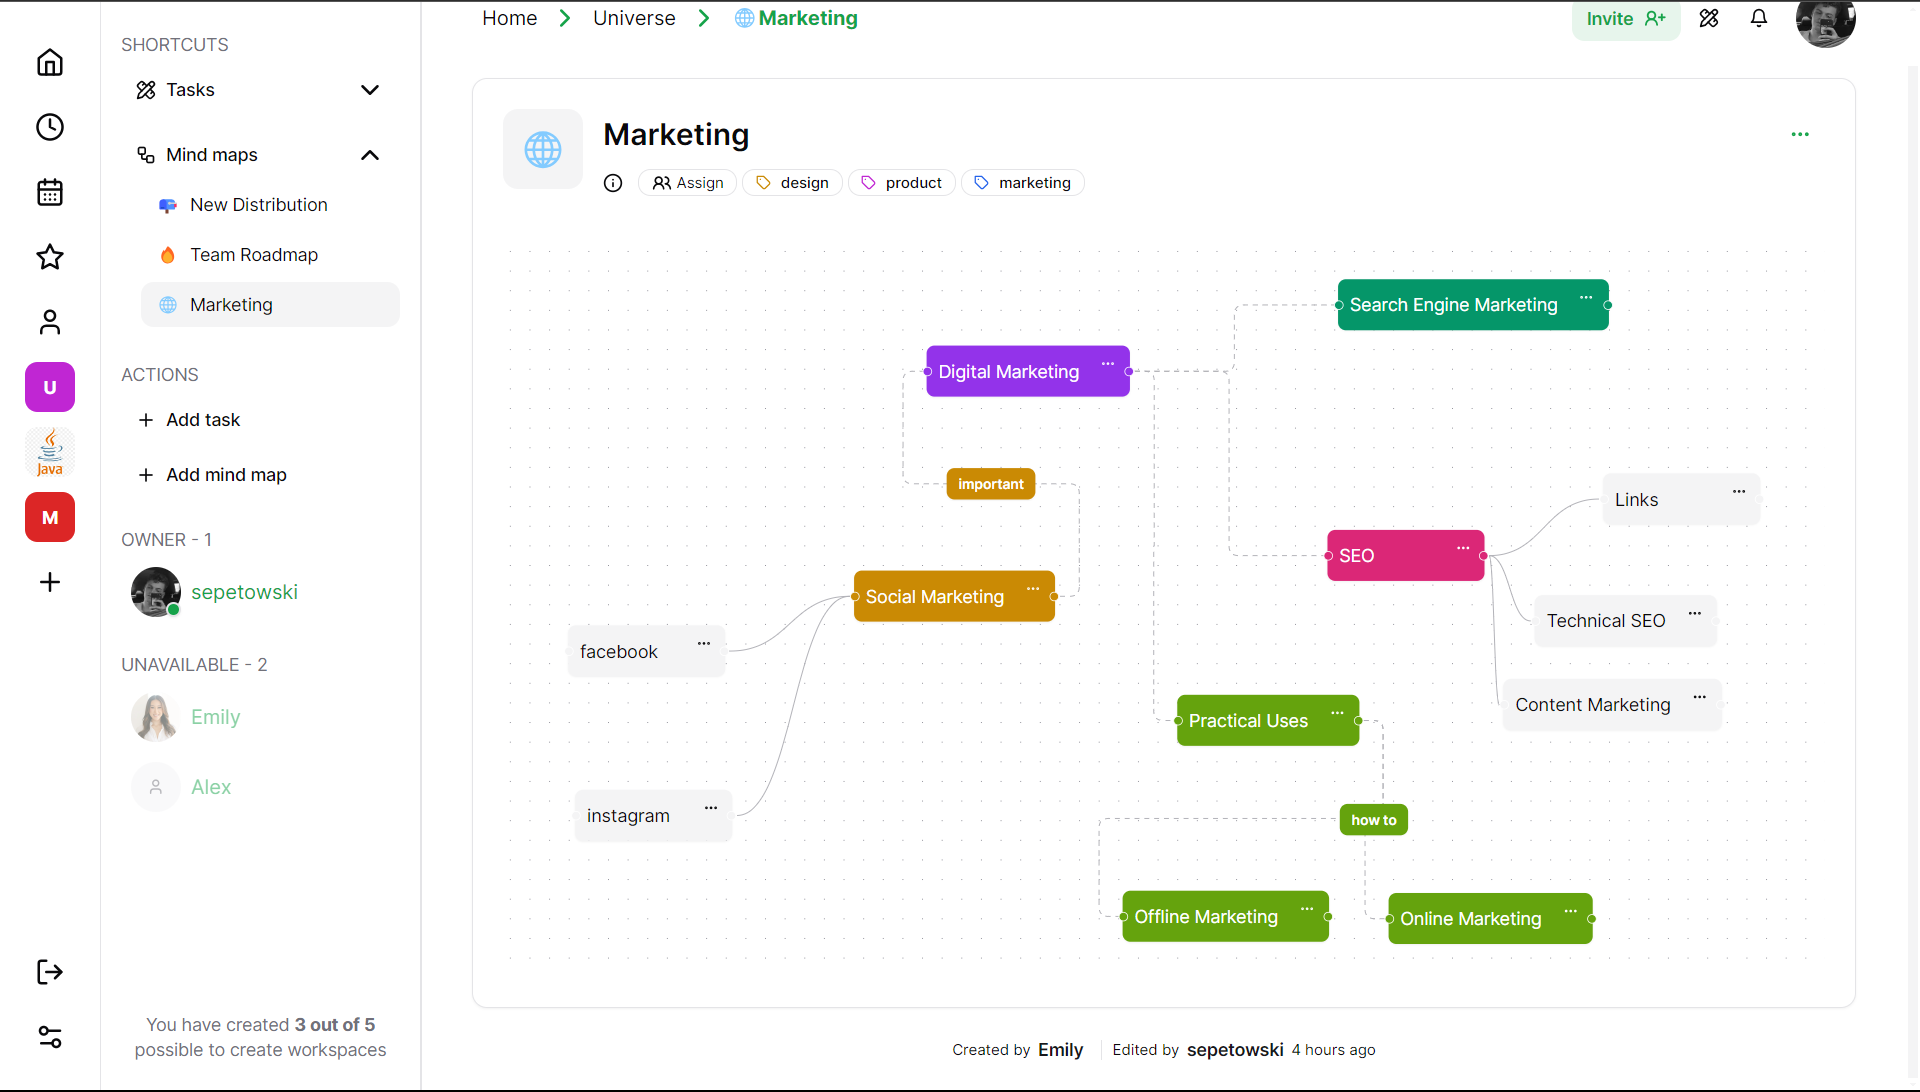 Home > Universe > Marketing
Invite
SHORTCUTS
Tasks
Mind maps
New Distribution
Team Roadmap
Marketing
ACTIONS
Add task
Add mind map
OWNER - 1
sepetowski
UNAVAILABLE - 2
Emily
Alex
You have created 3 out of 5
possible to create workspaces
U
Java
M
Marketing
Assign design product marketing
Search Engine Marketing
Digital Marketing
important
Links
SEO
Social Marketing
Technical SEO
facebook
Content Marketing
Practical Uses
instagram
how to
Offline Marketing
Online Marketing
Created by Emily Edited by sepetowski 4 hours ago